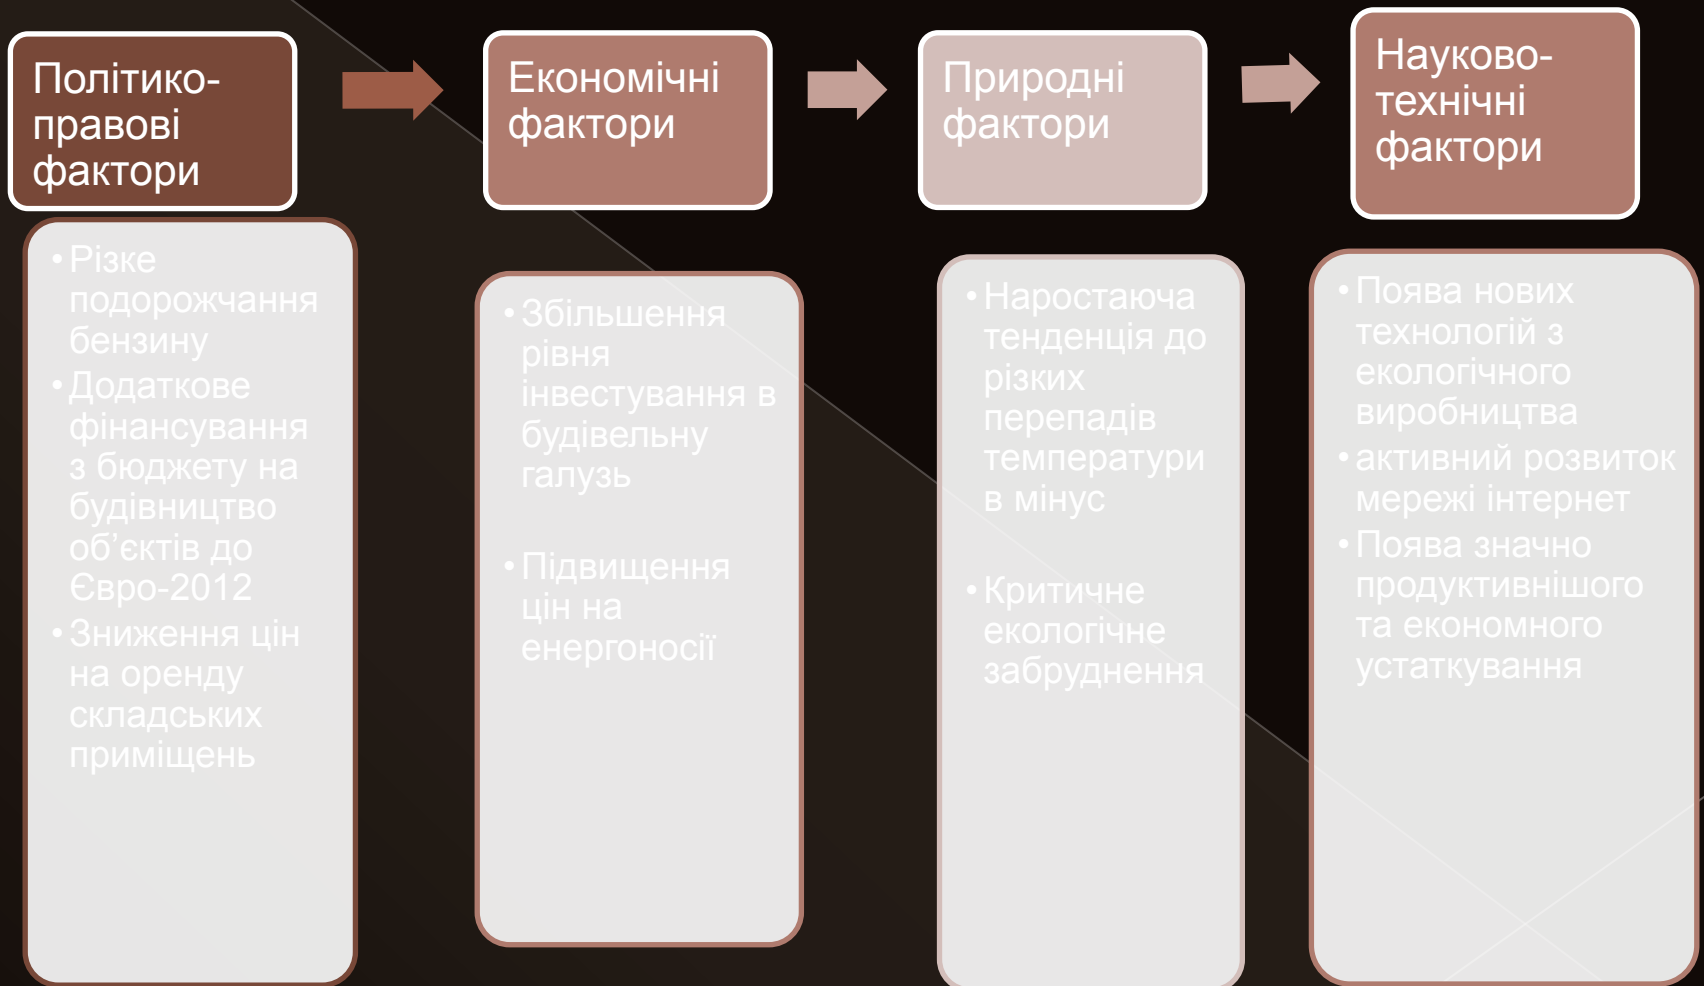 Політико-
правові
фактори
• Різке
подорожчання
бензину
• Додаткове
фінансування
з бюджету на
будівництво
об’єктів до
Євро-2012
• Зниження цін
на оренду
складських
приміщень
Економічні
фактори
• Збільшення
рівня
інвестування в
будівельну
галузь
• Підвищення
цін на
енергоносії
Природні
фактори
• Наростаюча
тенденція до
різких
перепадів
температури
в мінус
• Критичне
екологічне
забруднення
Науково-
технічні
фактори
• Поява нових
технологій з
екологічного
виробництва
• активний розвиток
мережі інтернет
• Поява значно
продуктивнішого
та економного
устаткування